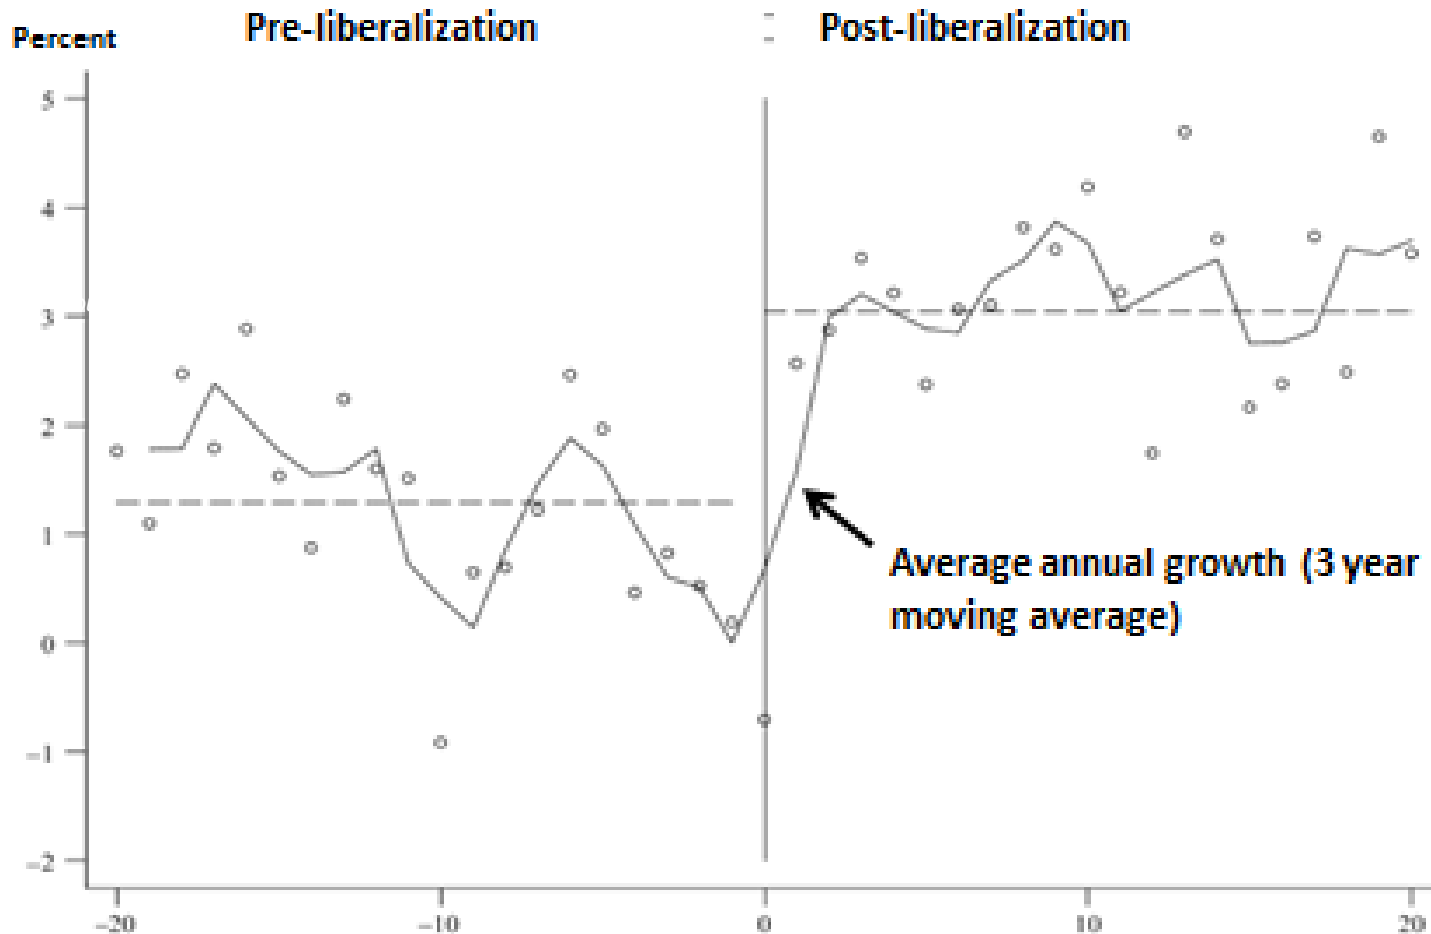 Percent
Pre-liberalization
Post-liberalization
5
4
3
2
1
0
–1
–2
Average annual growth (3 year
moving average)
–20
–10
0
10
20